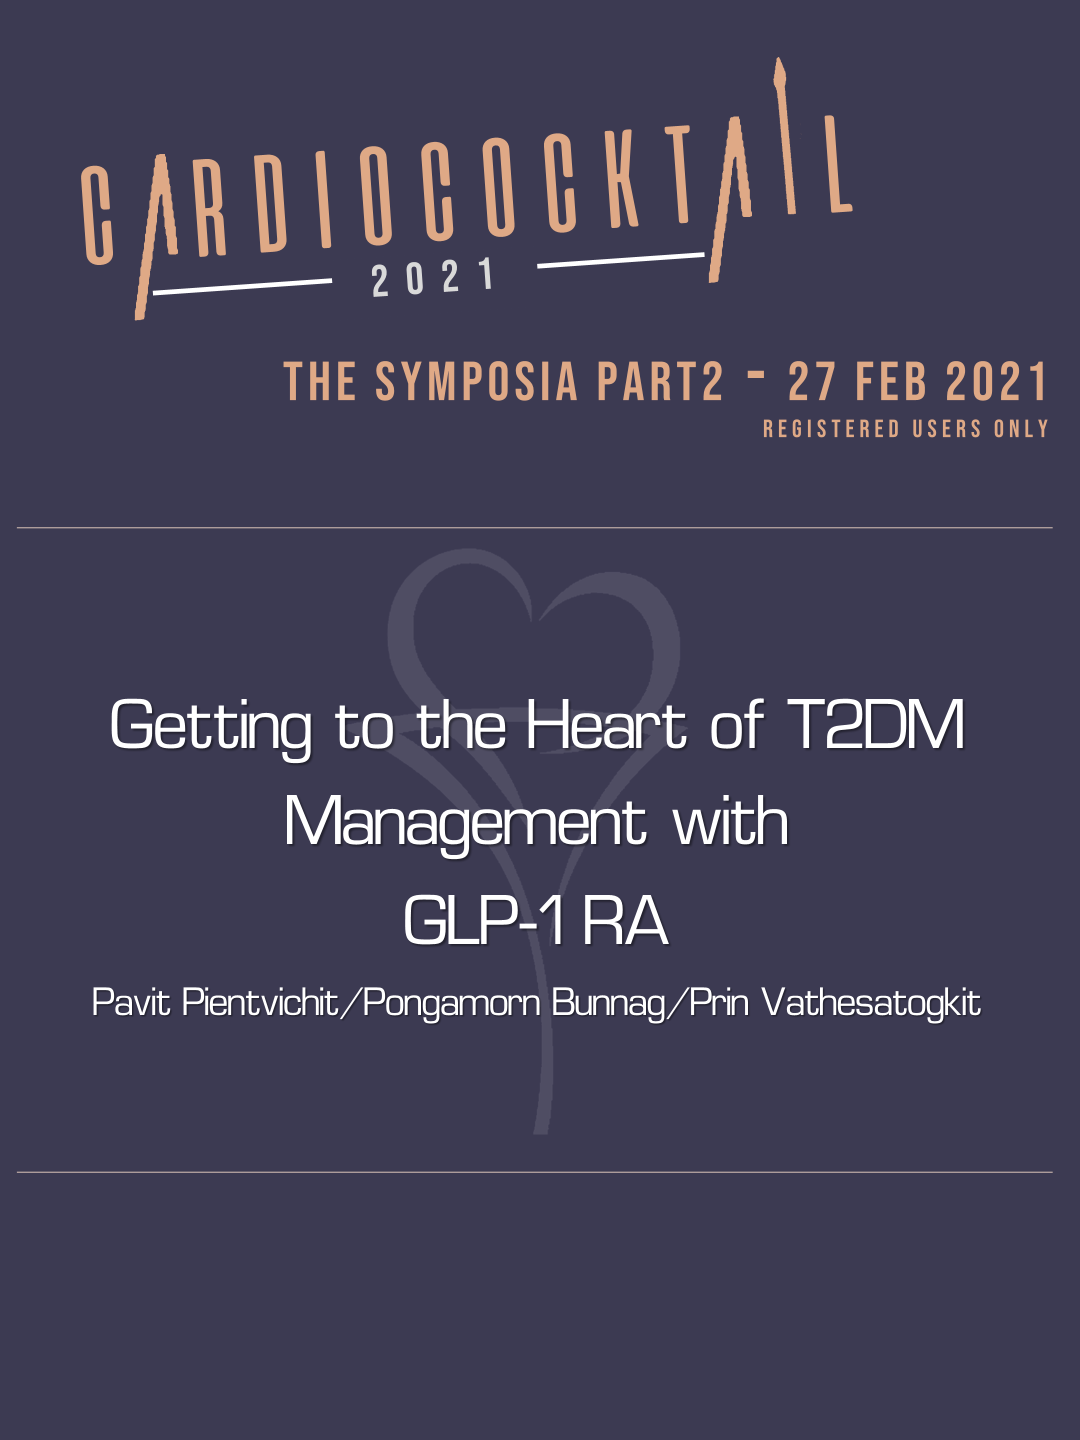 CARDIOCOCKTAIL
2021
THE SYMPOSIA PART2 - 27 FEB 2021
REGISTERED USERS ONLY
Getting to the Heart of T2DM
Management with
GLP-1 RA
Pavit Pientvichit/Pongamorn Bunnag/Prin Vathesatogkit